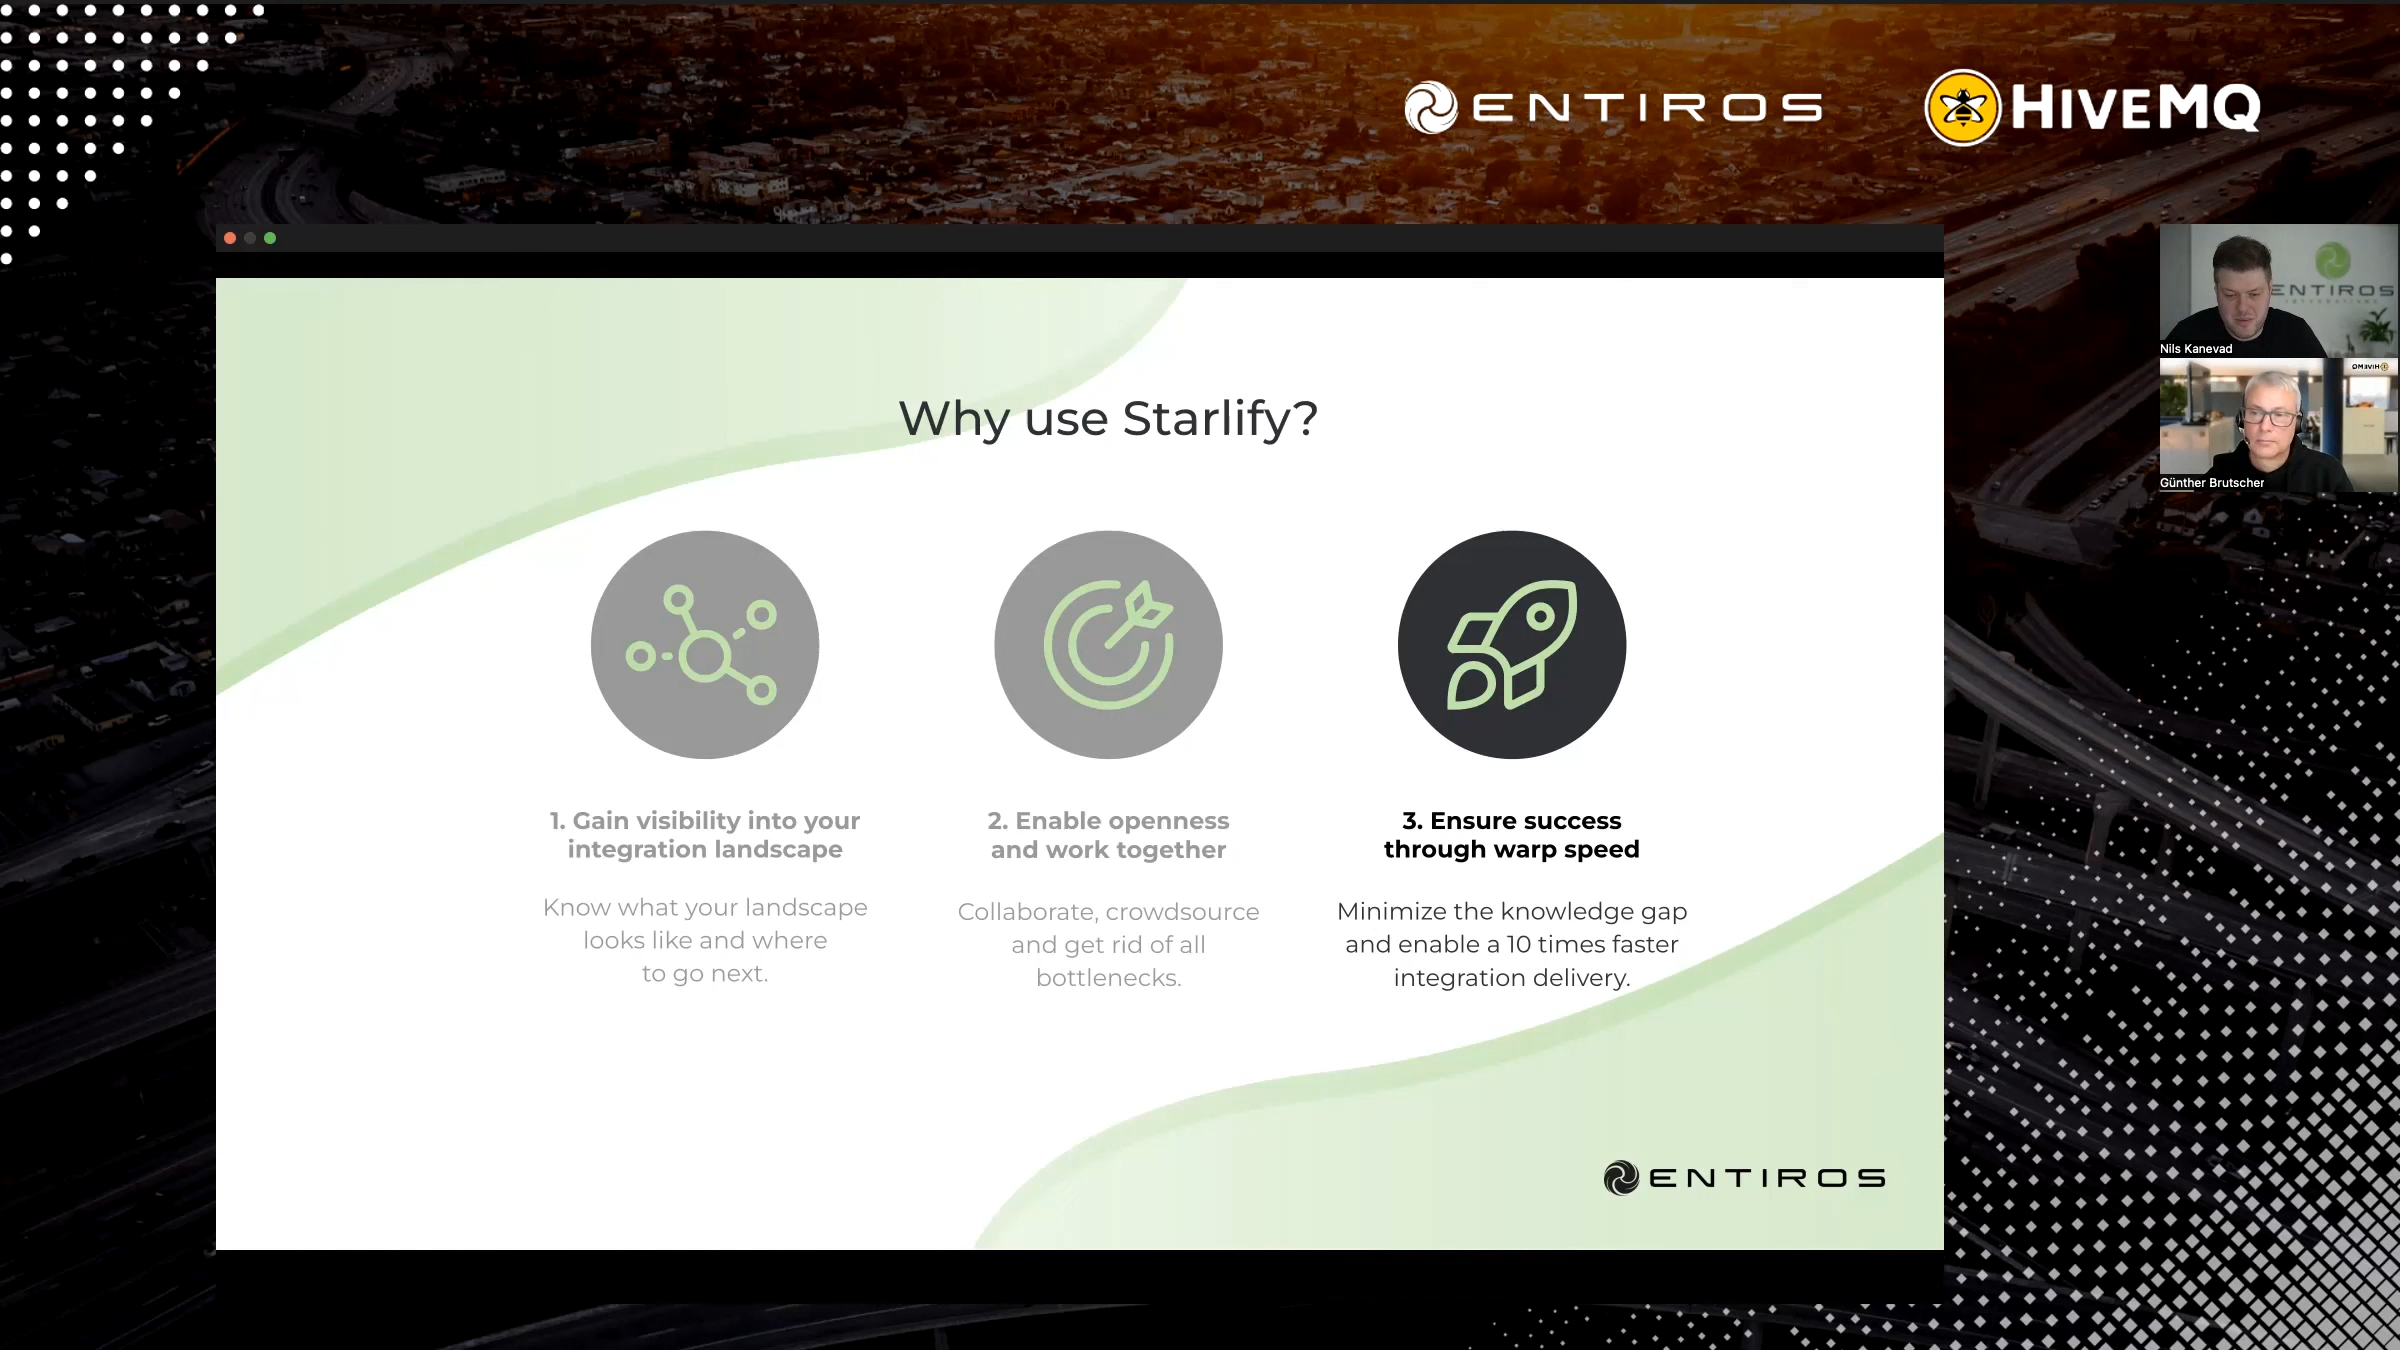 ENTIROS
HIVEMQ
ENTIROS
Nils Kanevad
HIVEMQ
Günther Brutscher
Why use Starlify?
1. Gain visibility into your
integration landscape
Know what your landscape
looks like and where
to go next.
2. Enable openness
and work together
Collaborate, crowdsource
and get rid of all
bottlenecks.
3. Ensure success
through warp speed
Minimize the knowledge gap
and enable a 10 times faster
integration delivery.
ENTIROS